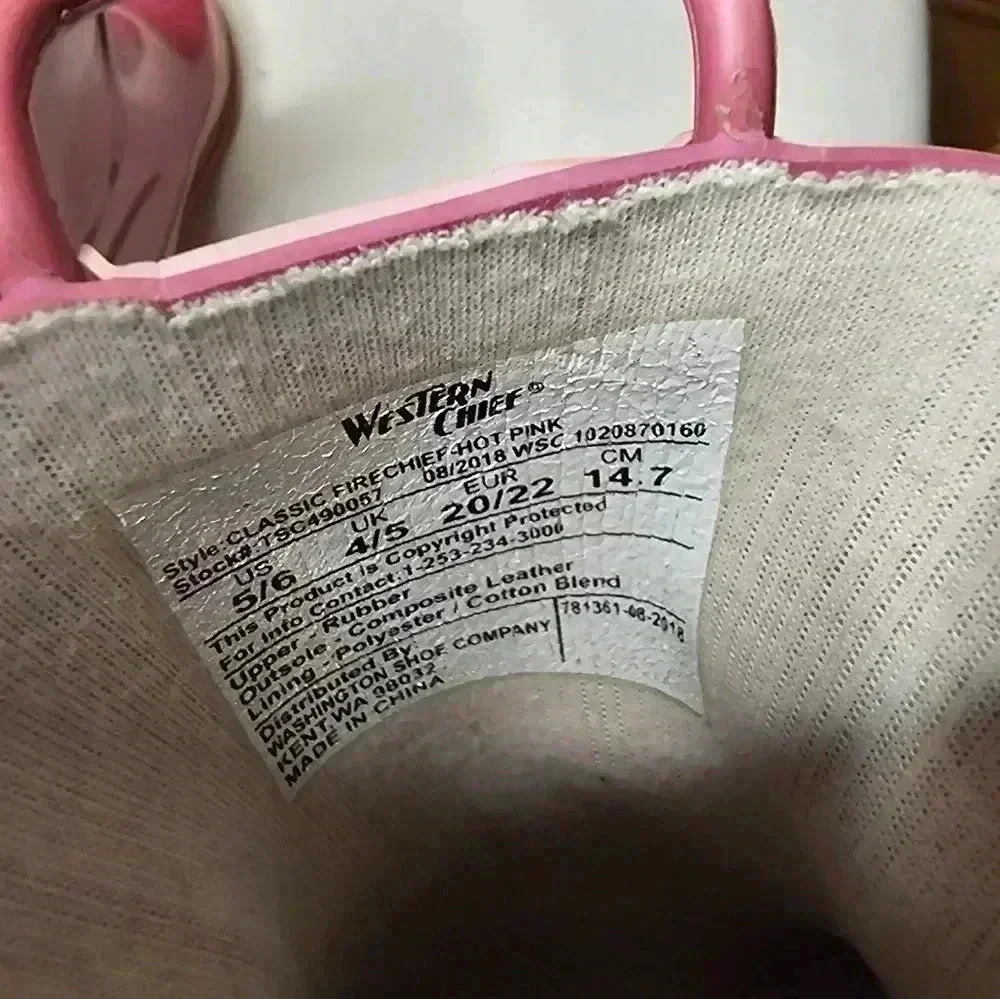 WESTERN
CHIEF®
Style:CLASSIC FIRECHIEF-HOT PINK
Stock#:TSC490057 08/2018 WSC 1020870160
US UK EUR CM
5/6 4/5 20/22 14.7
This Product is Copyright Protected
For Info Contact:1-253-234-3000
Upper - Rubber
Outsole - Composite Leather
Lining - Polyaster / Cotton Blend
Distributed By
WASHINGTON SHOE COMPANY
KENT,WA 98032
MADE IN CHINA
781361-08-2018